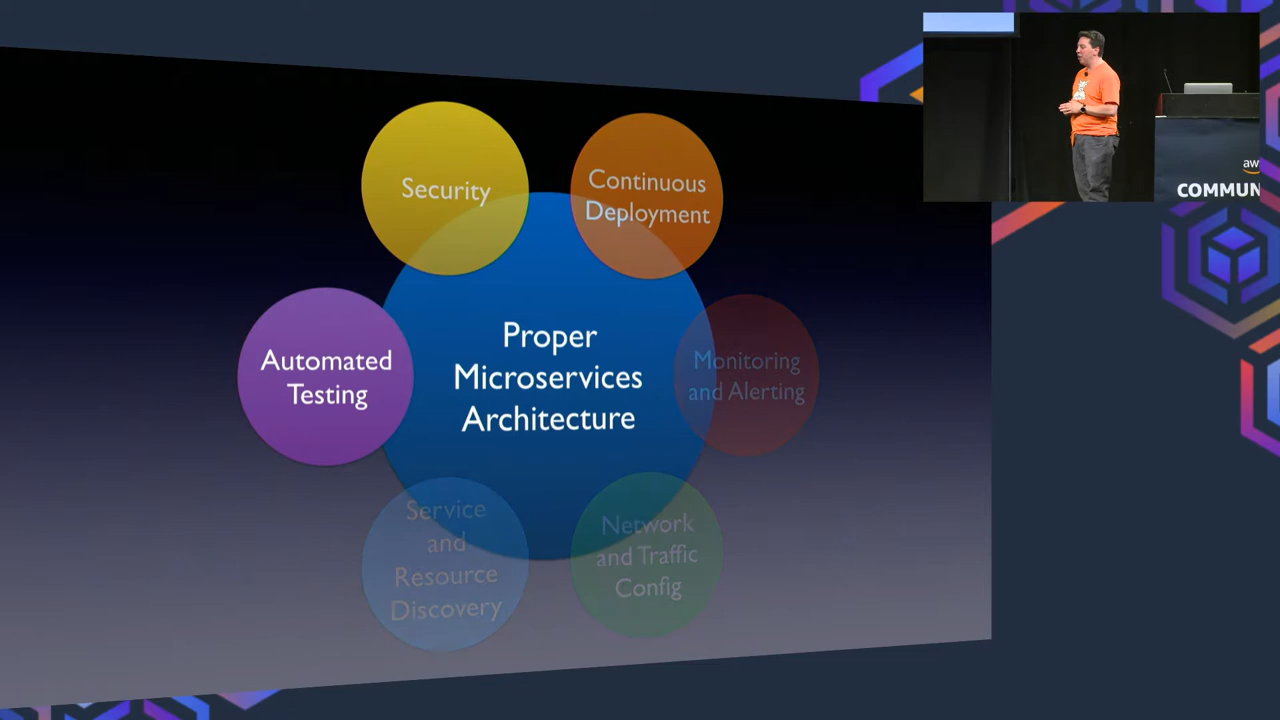 Security
Continuous
Deployment
Automated
Testing
Proper
Microservices
Architecture
Monitoring
and Alerting
Service
and
Resource
Discovery
Network
and Traffic
Config
aws
COMMUN